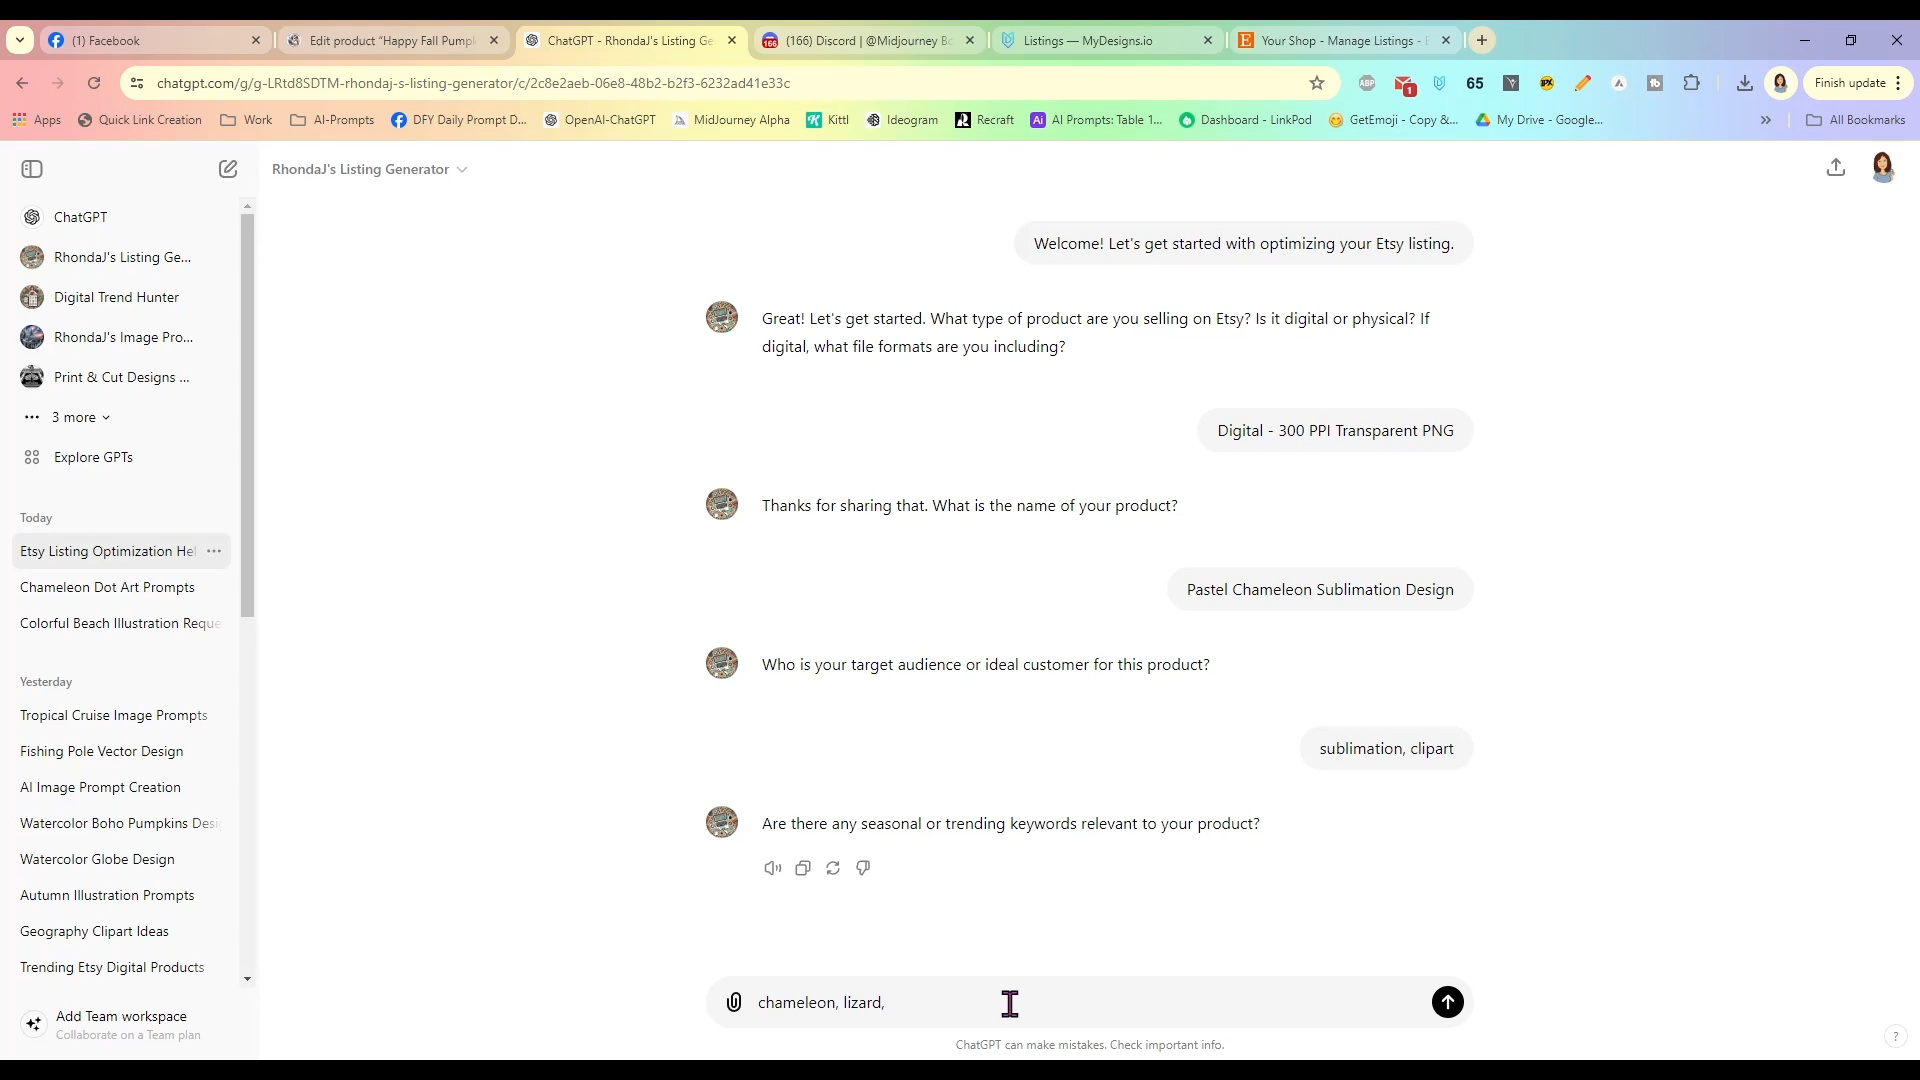 (1) Facebook
Edit product "Happy Fall Pump
ChatGPT - RhondaJ's Listing Ge
(166) Discord | @Midjourney Bo
Listings — MyDesigns.io
Your Shop - Manage Listings -
chatgpt.com/g/g-LRtd8SDTM-rhondaj-s-listing-generator/c/2c8e2aeb-06e8-48b2-b2f3-6232ad41e33c
ABP
1
65
IPX
tb
Finish update
Apps
Quick Link Creation
Work
AI-Prompts
DFY Daily Prompt D...
OpenAI-ChatGPT
MidJourney Alpha
Kittl
Ideogram
Recraft
AI Prompts: Table 1...
Dashboard - LinkPod
GetEmoji - Copy &...
My Drive - Google...
All Bookmarks
RhondaJ's Listing Generator
ChatGPT
RhondaJ's Listing Ge...
Digital Trend Hunter
RhondaJ's Image Pro...
Print & Cut Designs ...
3 more
Explore GPTs
Today
Etsy Listing Optimization Hel
Chameleon Dot Art Prompts
Colorful Beach Illustration Reque
Yesterday
Tropical Cruise Image Prompts
Fishing Pole Vector Design
AI Image Prompt Creation
Watercolor Boho Pumpkins Desi
Watercolor Globe Design
Autumn Illustration Prompts
Geography Clipart Ideas
Trending Etsy Digital Products
Add Team workspace
Collaborate on a Team plan
Welcome! Let's get started with optimizing your Etsy listing.
Great! Let's get started. What type of product are you selling on Etsy? Is it digital or physical? If
digital, what file formats are you including?
Digital - 300 PPI Transparent PNG
Thanks for sharing that. What is the name of your product?
Pastel Chameleon Sublimation Design
Who is your target audience or ideal customer for this product?
sublimation, clipart
Are there any seasonal or trending keywords relevant to your product?
chameleon, lizard,
ChatGPT can make mistakes. Check important info.
?